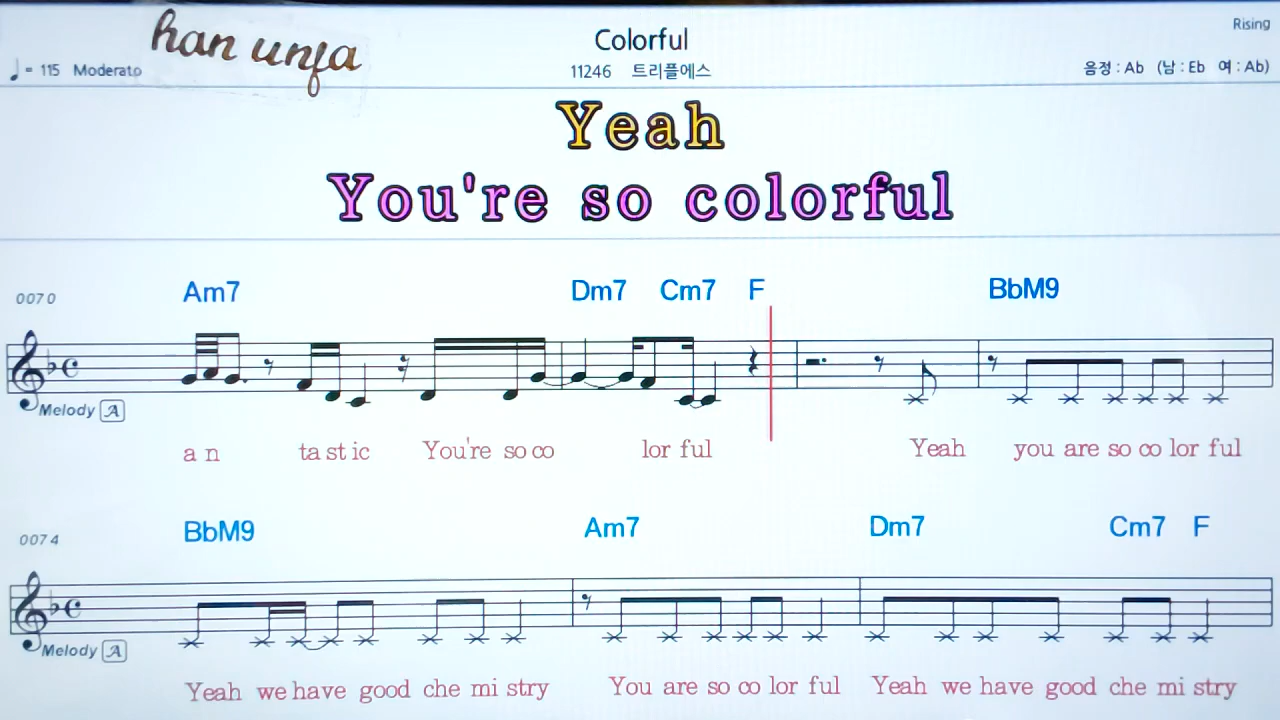 han unfa
Colorful
Rising
♩= 115 Moderato
11246 트리플에스
음정 : Ab (남 : Eb 여 : Ab)
Yeah
You're so colorful
0070 Am7 Dm7 Cm7 F BbM9
Melody A
a n ta st ic You're so co lor ful Yeah you are so co lor ful
0074 BbM9 Am7 Dm7 Cm7 F
Melody A
Yeah we have good che mi stry You are so co lor ful Yeah we have good che mi stry